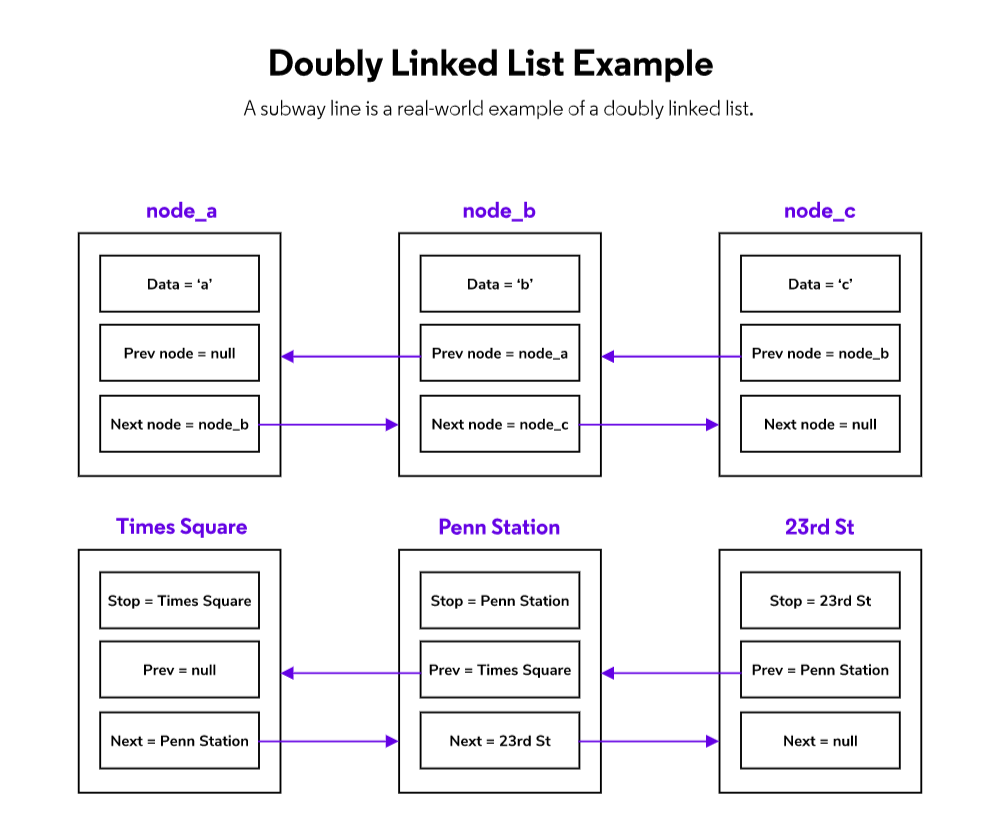 Doubly Linked List Example
A subway line is a real-world example of a doubly linked list.
node_a
node_b
node_c
Data = ‘a’
Data = ‘b’
Data = ‘c’
Prev node = null
Prev node = node_a
Prev node = node_b
Next node = node_b
Next node = node_c
Next node = null
Times Square
Penn Station
23rd St
Stop = Times Square
Stop = Penn Station
Stop = 23rd St
Prev = null
Prev = Times Square
Prev = Penn Station
Next = Penn Station
Next = 23rd St
Next = null